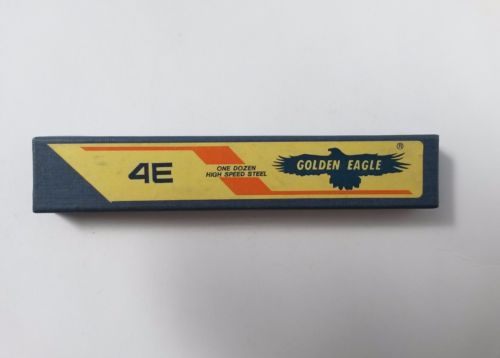 4E
ONE DOZEN
HIGH SPEED STEEL
GOLDEN EAGLE
®